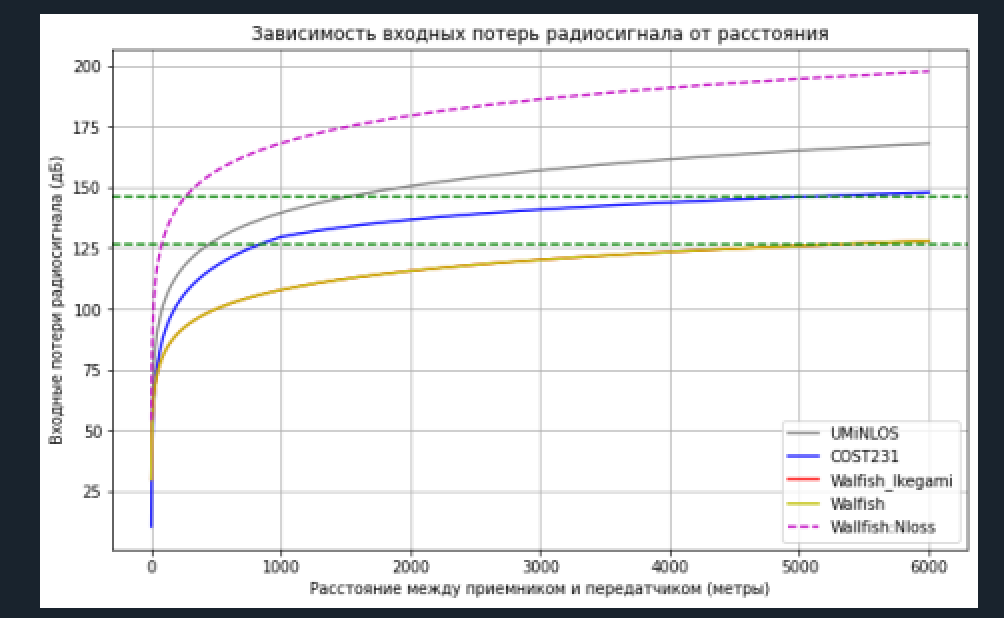 Зависимость входных потерь радиосигнала от расстояния
Входные потери радиосигнала (дБ)
200
175
150
125
100
75
50
25
UMiNLOS
COST231
Walfish_Ikegami
Walfish
Wallfish:Nloss
0 1000 2000 3000 4000 5000 6000
Расстояние между приемником и передатчиком (метры)